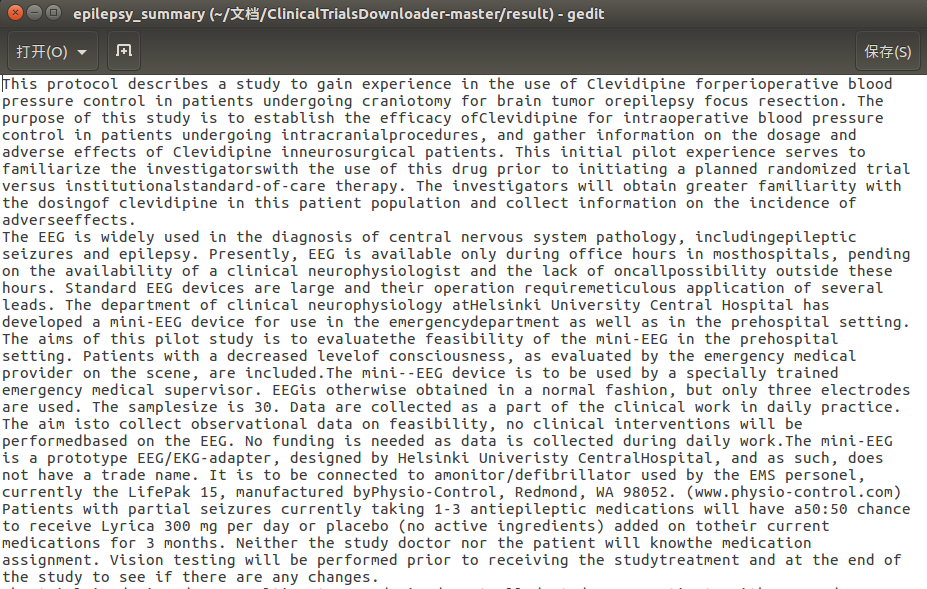 epilepsy_summary (~/文档/ClinicalTrialsDownloader-master/result) - gedit
打开(O)
保存(S)
This protocol describes a study to gain experience in the use of Clevidipine forperioperative blood
pressure control in patients undergoing craniotomy for brain tumor orepilepsy focus resection. The
purpose of this study is to establish the efficacy ofClevidipine for intraoperative blood pressure
control in patients undergoing intracranialprocedures, and gather information on the dosage and
adverse effects of Clevidipine inneurosurgical patients. This initial pilot experience serves to
familiarize the investigatorswith the use of this drug prior to initiating a planned randomized trial
versus institutionalstandard-of-care therapy. The investigators will obtain greater familiarity with
the dosingof clevidipine in this patient population and collect information on the incidence of
adverseeffects.
The EEG is widely used in the diagnosis of central nervous system pathology, includingepileptic
seizures and epilepsy. Presently, EEG is available only during office hours in mosthospitals, pending
on the availability of a clinical neurophysiologist and the lack of oncallpossibility outside these
hours. Standard EEG devices are large and their operation requiremeticulous application of several
leads. The department of clinical neurophysiology atHelsinki University Central Hospital has
developed a mini-EEG device for use in the emergencydepartment as well as in the prehospital setting.
The aims of this pilot study is to evaluatethe feasibility of the mini-EEG in the prehospital
setting. Patients with a decreased levelof consciousness, as evaluated by the emergency medical
provider on the scene, are included.The mini--EEG device is to be used by a specially trained
emergency medical supervisor. EEGis otherwise obtained in a normal fashion, but only three electrodes
are used. The samplesize is 30. Data are collected as a part of the clinical work in daily practice.
The aim isto collect observational data on feasibility, no clinical interventions will be
performedbased on the EEG. No funding is needed as data is collected during daily work.The mini-EEG
is a prototype EEG/EKG-adapter, designed by Helsinki Univeristy CentralHospital, and as such, does
not have a trade name. It is to be connected to amonitor/defibrillator used by the EMS personel,
currently the LifePak 15, manufactured byPhysio-Control, Redmond, WA 98052. (www.physio-control.com)
Patients with partial seizures currently taking 1-3 antiepileptic medications will have a50:50 chance
to receive Lyrica 300 mg per day or placebo (no active ingredients) added on totheir current
medications for 3 months. Neither the study doctor nor the patient will knowthe medication
assignment. Vision testing will be performed prior to receiving the studytreatment and at the end of
the study to see if there are any changes.